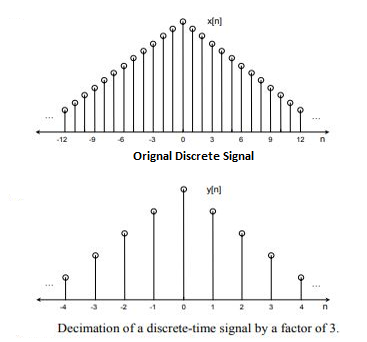 x[n]
... ...
-12 -9 -6 -3 0 3 6 9 12 n
Orignal Discrete Signal
y[n]
... ...
-4 -3 -2 -1 0 1 2 3 4 n
Decimation of a discrete-time signal by a factor of 3.